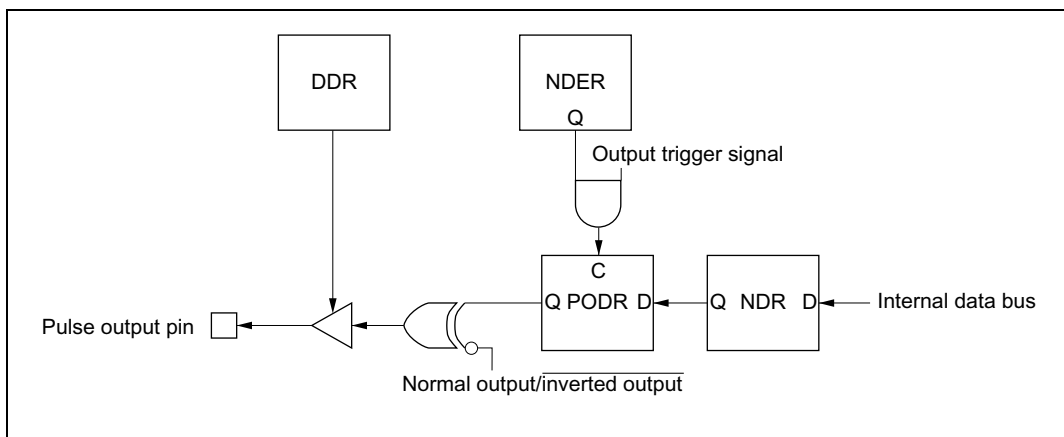 DDR
NDER
Q
Output trigger signal
C
Q PODR D
Q NDR D
Internal data bus
Pulse output pin
Normal output/inverted output